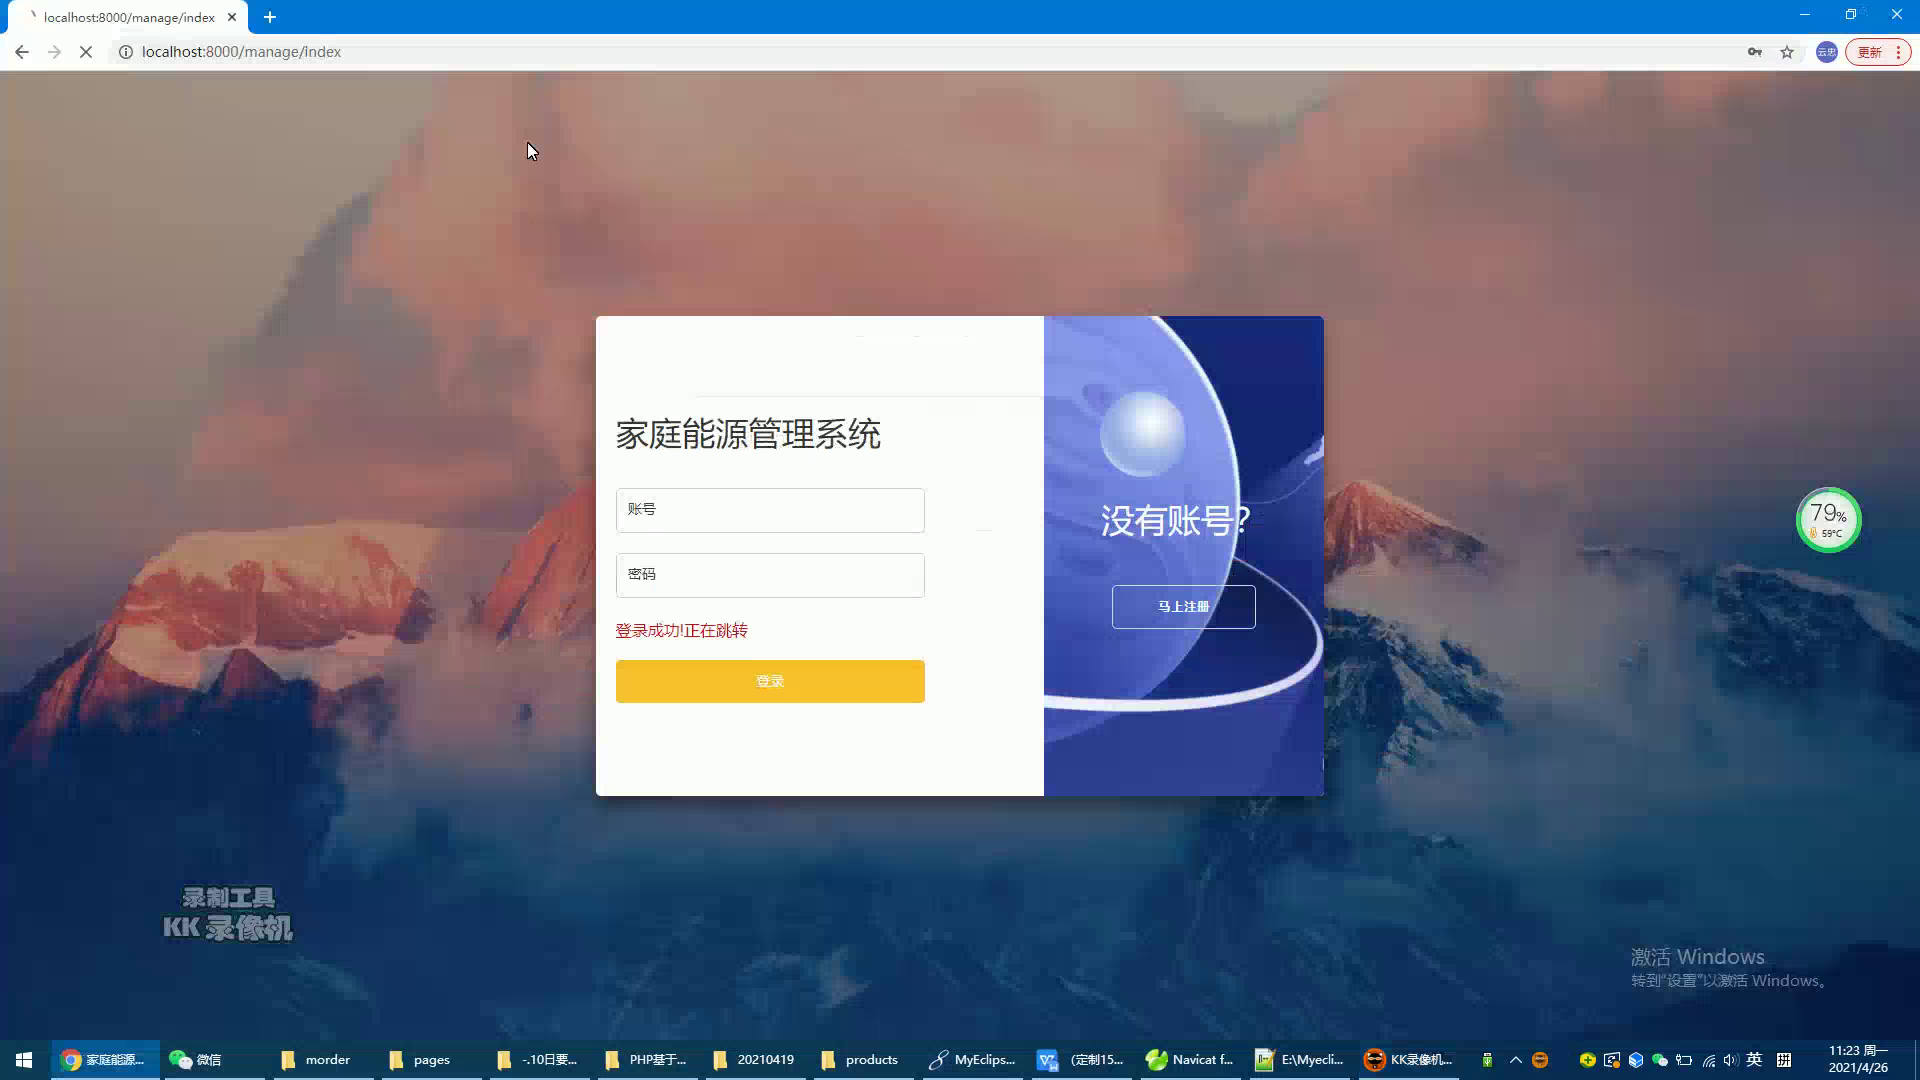 localhost:8000/manage/index
localhost:8000/manage/index
云忠
更新
家庭能源管理系统
账号
密码
登录成功!正在跳转
登录
没有账号?
马上注册
79%
59°C
录制工具
KK 录像机
激活 Windows
转到“设置”以激活 Windows。
家庭能源...
微信
morder
pages
-.10日要...
PHP基于...
20210419
products
MyEclips...
(定制15...
Navicat f...
E:\Myecli...
KK录像机...
英
拼
11:23 周一
2021/4/26